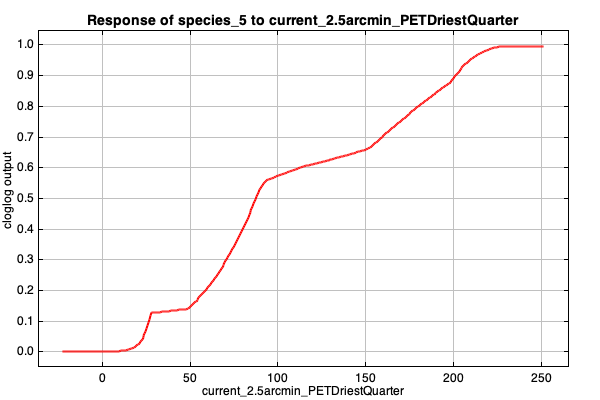 Response of species_5 to current_2.5arcmin_PETDriestQuarter
cloglog output
1.0
0.9
0.8
0.7
0.6
0.5
0.4
0.3
0.2
0.1
0.0
0 50 100 150 200 250
current_2.5arcmin_PETDriestQuarter